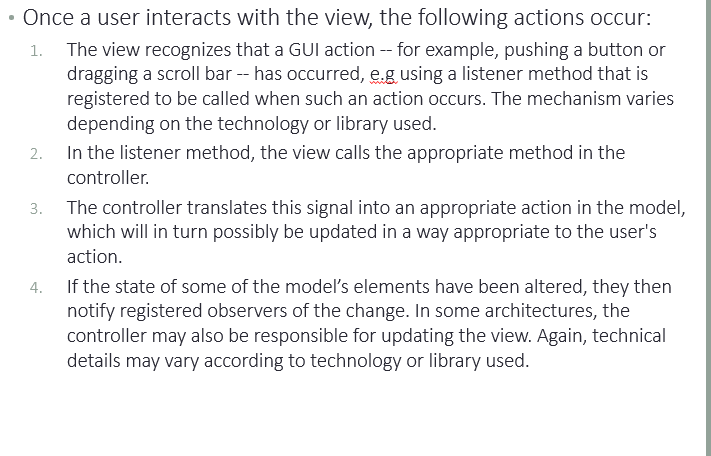 • Once a user interacts with the view, the following actions occur:
1. The view recognizes that a GUI action -- for example, pushing a button or
dragging a scroll bar -- has occurred, e.g using a listener method that is
registered to be called when such an action occurs. The mechanism varies
depending on the technology or library used.
2. In the listener method, the view calls the appropriate method in the
controller.
3. The controller translates this signal into an appropriate action in the model,
which will in turn possibly be updated in a way appropriate to the user's
action.
4. If the state of some of the model’s elements have been altered, they then
notify registered observers of the change. In some architectures, the
controller may also be responsible for updating the view. Again, technical
details may vary according to technology or library used.